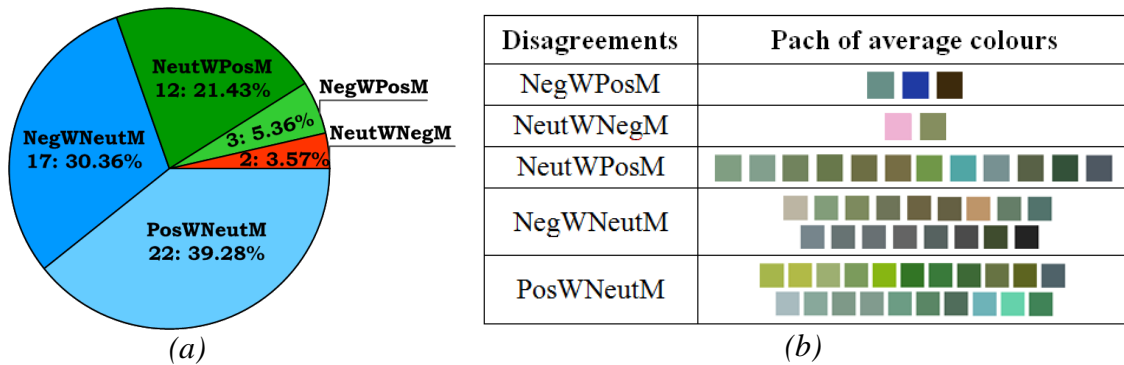 NeutWPosM
12: 21.43%
NegWPosM
3: 5.36%
NeutWNegM
2: 3.57%
NegWNeutM
17: 30.36%
PosWNeutM
22: 39.28%
(a)
Disagreements Pach of average colours
NegWPosM
NeutWNegM
NeutWPosM
NegWNeutM
PosWNeutM
(b)